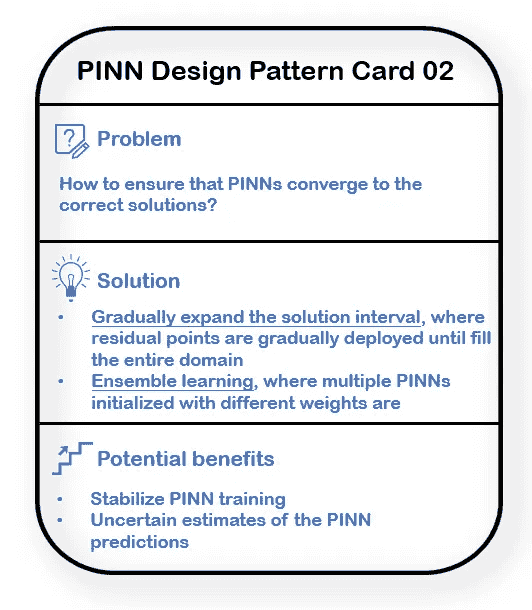 PINN Design Pattern Card 02
?
Problem
How to ensure that PINNs converge to the
correct solutions?
Solution
• Gradually expand the solution interval, where
residual points are gradually deployed until fill
the entire domain
• Ensemble learning, where multiple PINNs
initialized with different weights are
Potential benefits
• Stabilize PINN training
• Uncertain estimates of the PINN
predictions